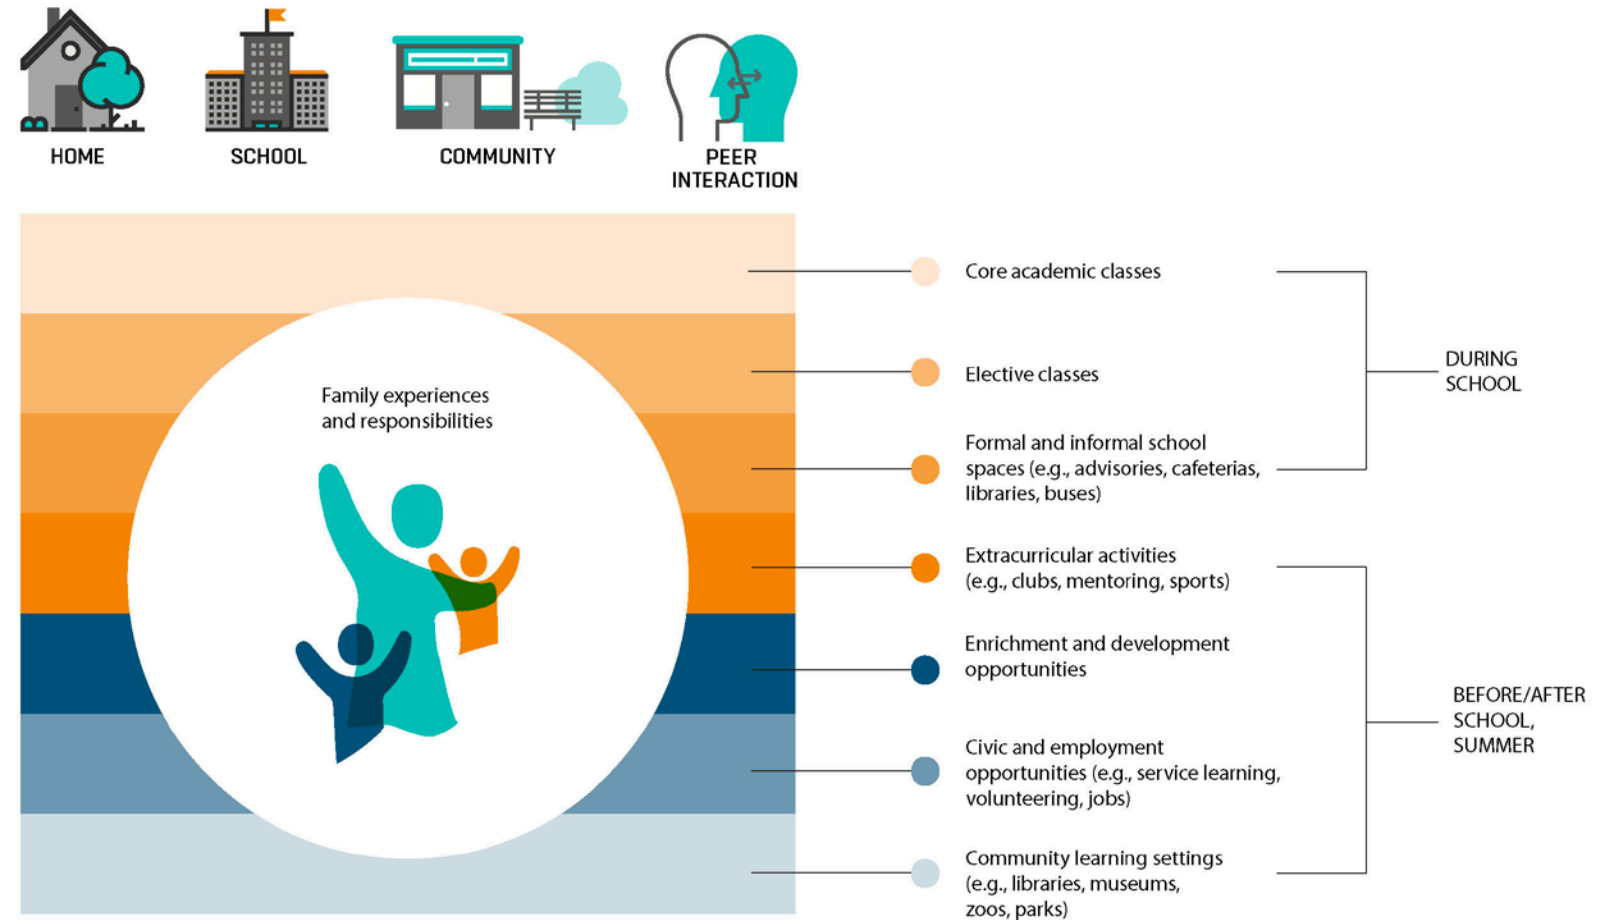 HOME
SCHOOL
COMMUNITY
PEER
INTERACTION
Family experiences
and responsibilities
Core academic classes
Elective classes
Formal and informal school
spaces (e.g., advisories, cafeterias,
libraries, buses)
DURING
SCHOOL
Extracurricular activities
(e.g., clubs, mentoring, sports)
Enrichment and development
opportunities
Civic and employment
opportunities (e.g., service learning,
volunteering, jobs)
Community learning settings
(e.g., libraries, museums,
zoos, parks)
BEFORE/AFTER
SCHOOL,
SUMMER